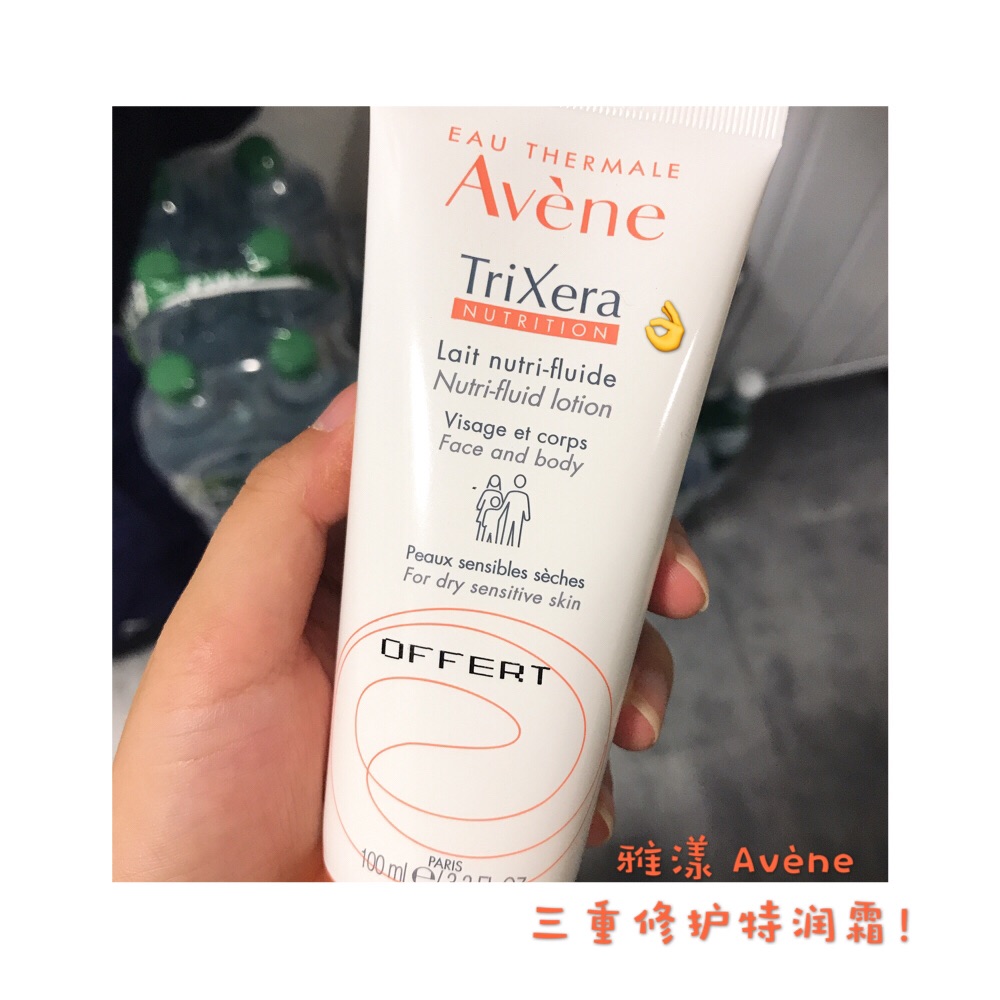 EAU THERMALE
Avène
TriXera
NUTRITION
Lait nutri-fluide
Nutri-fluid lotion
Visage et corps
Face and body
Peaux sensibles sèches
For dry sensitive skin
OFFERT
PARIS
100 ml e
雅漾 Avène
三重修护特润霜!